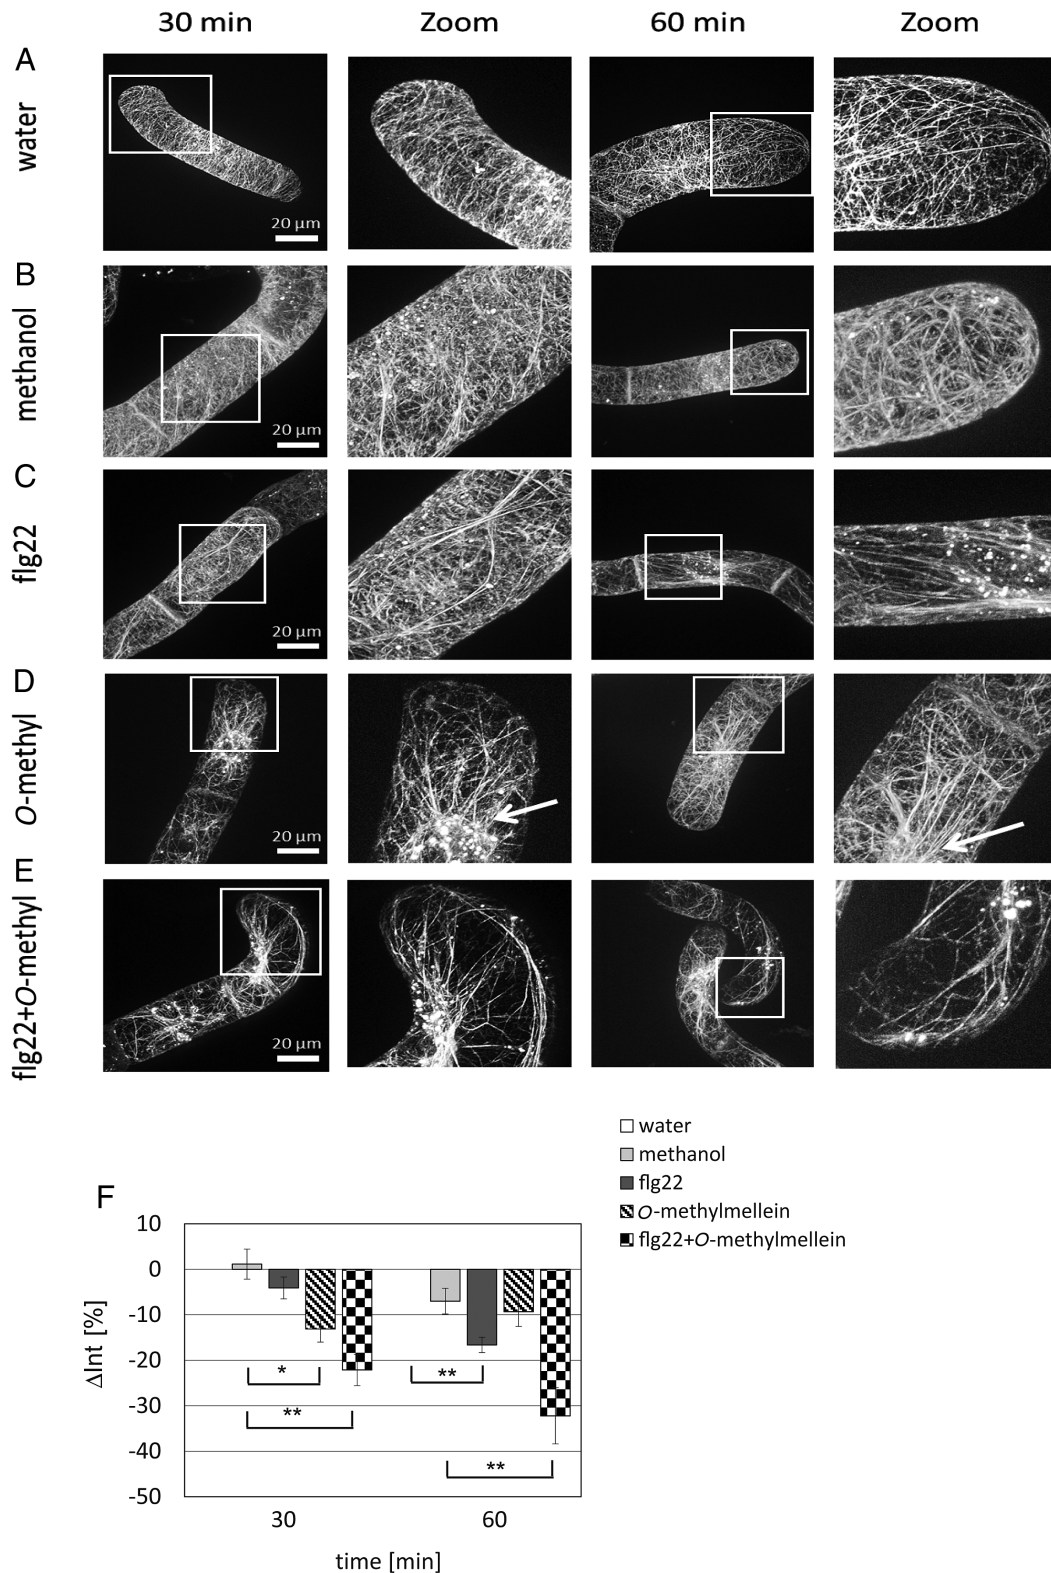 30 min Zoom 60 min Zoom
A
water
20 µm
B
methanol
20 µm
C
flg22
20 µm
D
O-methyl
20 µm
E
flg22+O-methyl
20 µm
water
methanol
flg22
O-methylmellein
flg22+O-methylmellein
F
10
0
-10
-20
-30
-40
-50
ΔInt [%]
* **
**
**
30 60
time [min]